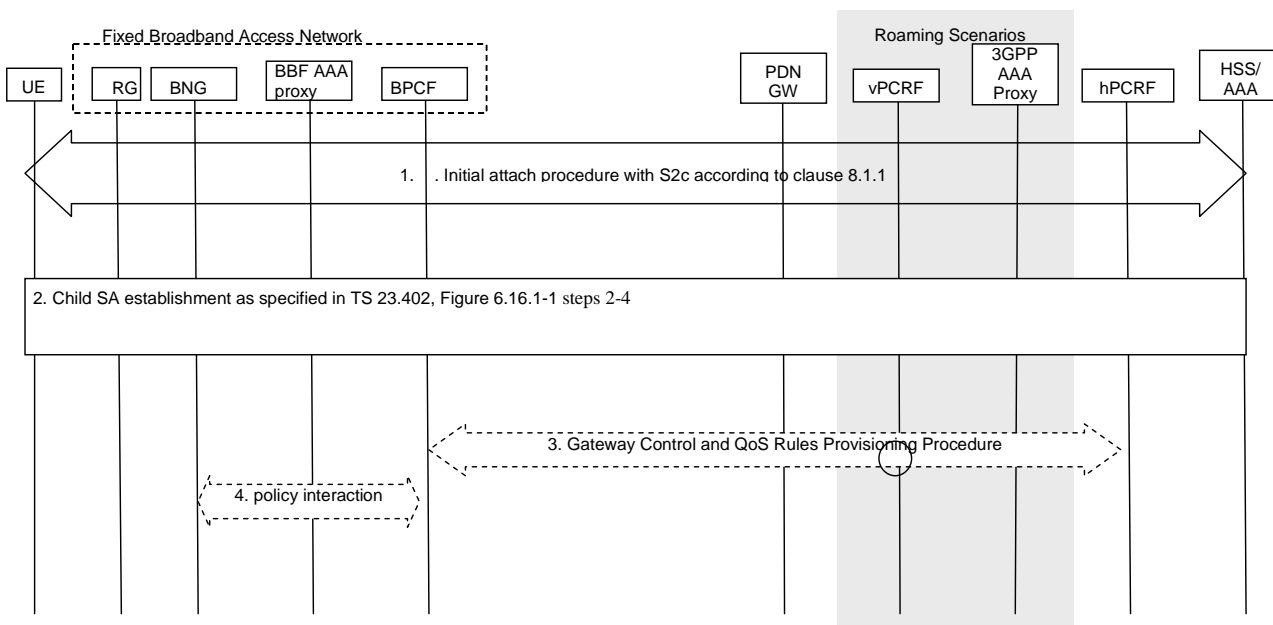 Fixed Broadband Access Network
Roaming Scenarios
UE
RG
BNG
BBF AAA
proxy
BPCF
PDN
GW
vPCRF
3GPP
AAA
Proxy
hPCRF
HSS/
AAA
1. . Initial attach procedure with S2c according to clause 8.1.1
2. Child SA establishment as specified in TS 23.402, Figure 6.16.1-1 steps 2-4
3. Gateway Control and QoS Rules Provisioning Procedure
4. policy interaction